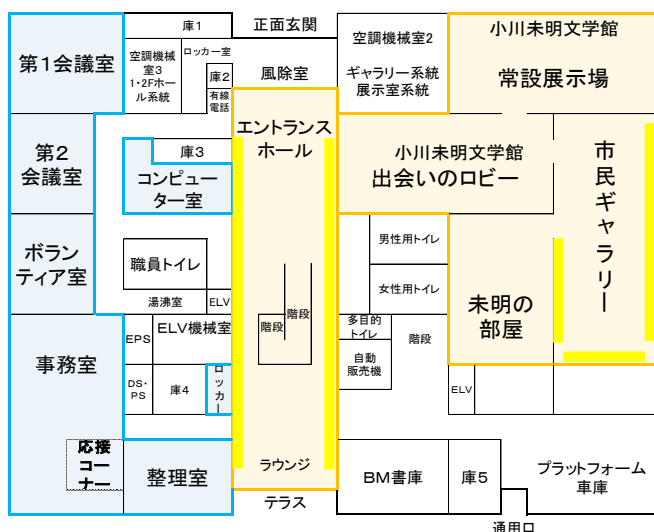 庫1
正面玄関
第1会議室
空調機械
室3
1・2Fホー
ル系統
ロッカー室
庫2
有線
電話
風除室
空調機械室2
ギャラリー系統
展示室系統
小川未明文学館
常設展示場
エントランス
ホール
第2
会議室
庫3
コンピュー
ター室
小川未明文学館
出会いのロビー
市民ギャラリー
ボラン
ティア室
職員トイレ
湯沸室
ELV
男性用トイレ
女性用トイレ
未明の
部屋
階段
階段
事務室
EPS
ELV機械室
多目的
トイレ
階段
自動
販売機
DS・
PS
庫4
ロッカー
ELV
応接
コー
ナー
整理室
ラウンジ
BM書庫
庫5
プラットフォーム
車庫
テラス
通用口